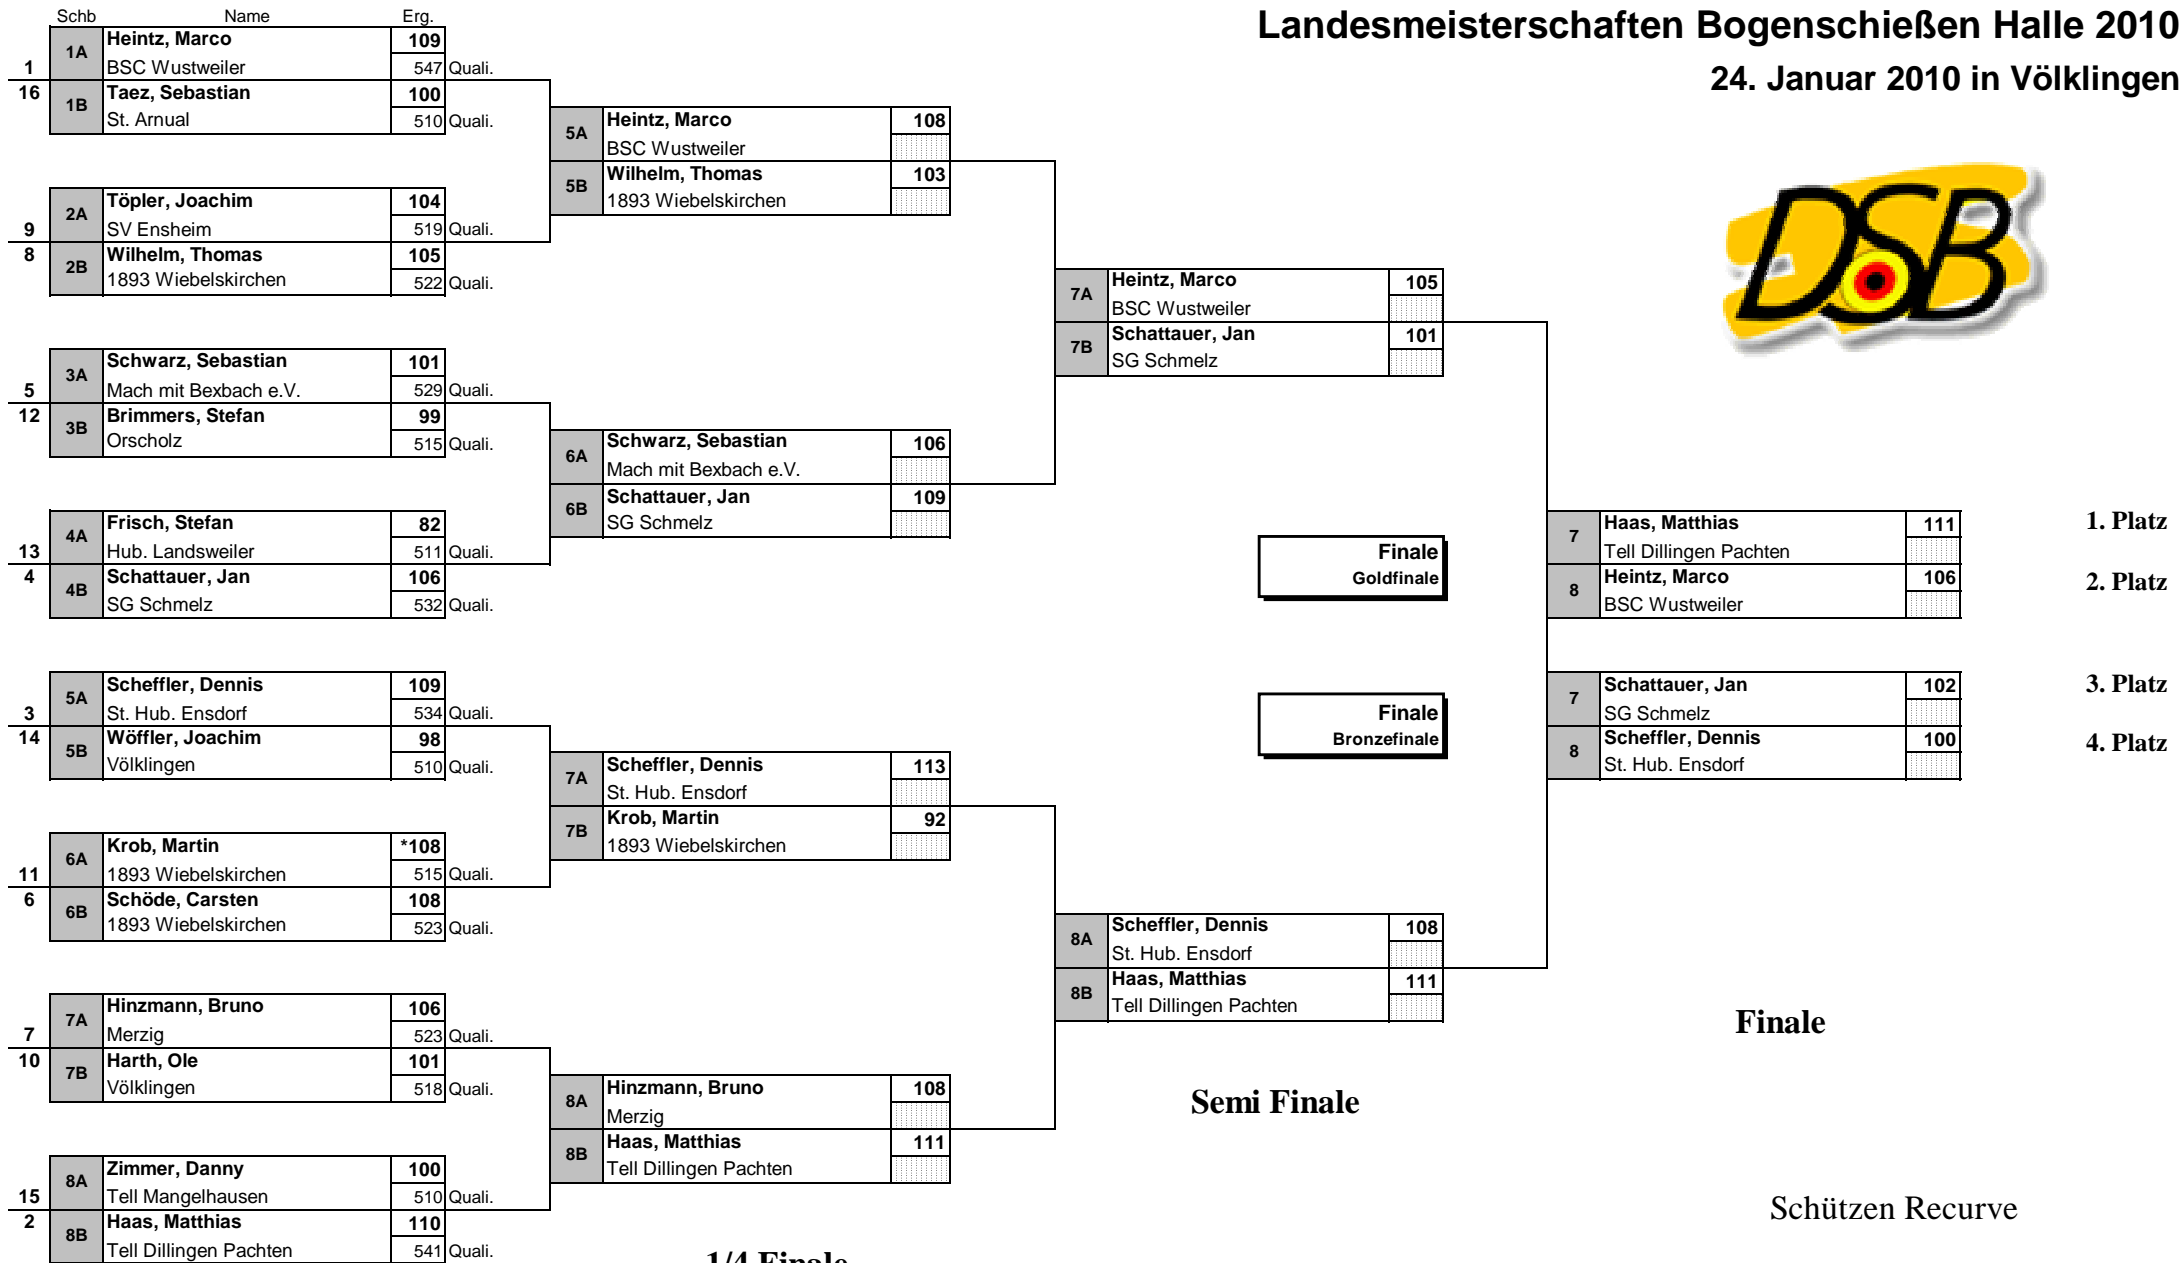 Landesmeisterschaften Bogenschießen Halle 2010
24. Januar 2010 in Völklingen
DSB
Schb Name Erg.
1A Heintz, Marco 109
1 BSC Wustweiler 547 Quali.
16 1B Taez, Sebastian 100
St. Arnual 510 Quali.
9 2A Töpler, Joachim 104
SV Ensheim 519 Quali.
8 2B Wilhelm, Thomas 105
1893 Wiebelskirchen 522 Quali.
5 3A Schwarz, Sebastian 101
Mach mit Bexbach e.V. 529 Quali.
12 3B Brimmers, Stefan 99
Orscholz 515 Quali.
13 4A Frisch, Stefan 82
Hub. Landsweiler 511 Quali.
4 4B Schattauer, Jan 106
SG Schmelz 532 Quali.
3 5A Scheffler, Dennis 109
St. Hub. Ensdorf 534 Quali.
14 5B Wöffler, Joachim 98
Völklingen 510 Quali.
11 6A Krob, Martin *108
1893 Wiebelskirchen 515 Quali.
6 6B Schöde, Carsten 108
1893 Wiebelskirchen 523 Quali.
7 7A Hinzmann, Bruno 106
Merzig 523 Quali.
10 7B Harth, Ole 101
Völklingen 518 Quali.
15 8A Zimmer, Danny 100
Tell Mangelhausen 510 Quali.
2 8B Haas, Matthias 110
Tell Dillingen Pachten 541 Quali.
5A Heintz, Marco 108
BSC Wustweiler
5B Wilhelm, Thomas 103
1893 Wiebelskirchen
6A Schwarz, Sebastian 106
Mach mit Bexbach e.V.
6B Schattauer, Jan 109
SG Schmelz
7A Scheffler, Dennis 113
St. Hub. Ensdorf
7B Krob, Martin 92
1893 Wiebelskirchen
8A Hinzmann, Bruno 108
Merzig
8B Haas, Matthias 111
Tell Dillingen Pachten
1/4 Finale
7A Heintz, Marco 105
BSC Wustweiler
7B Schattauer, Jan 101
SG Schmelz
8A Scheffler, Dennis 108
St. Hub. Ensdorf
8B Haas, Matthias 111
Tell Dillingen Pachten
Semi Finale
Finale
Goldfinale
7 Haas, Matthias 111 1. Platz
Tell Dillingen Pachten
8 Heintz, Marco 106 2. Platz
BSC Wustweiler
Finale
Bronzefinale
7 Schattauer, Jan 102 3. Platz
SG Schmelz
8 Scheffler, Dennis 100 4. Platz
St. Hub. Ensdorf
Finale
Schützen Recurve